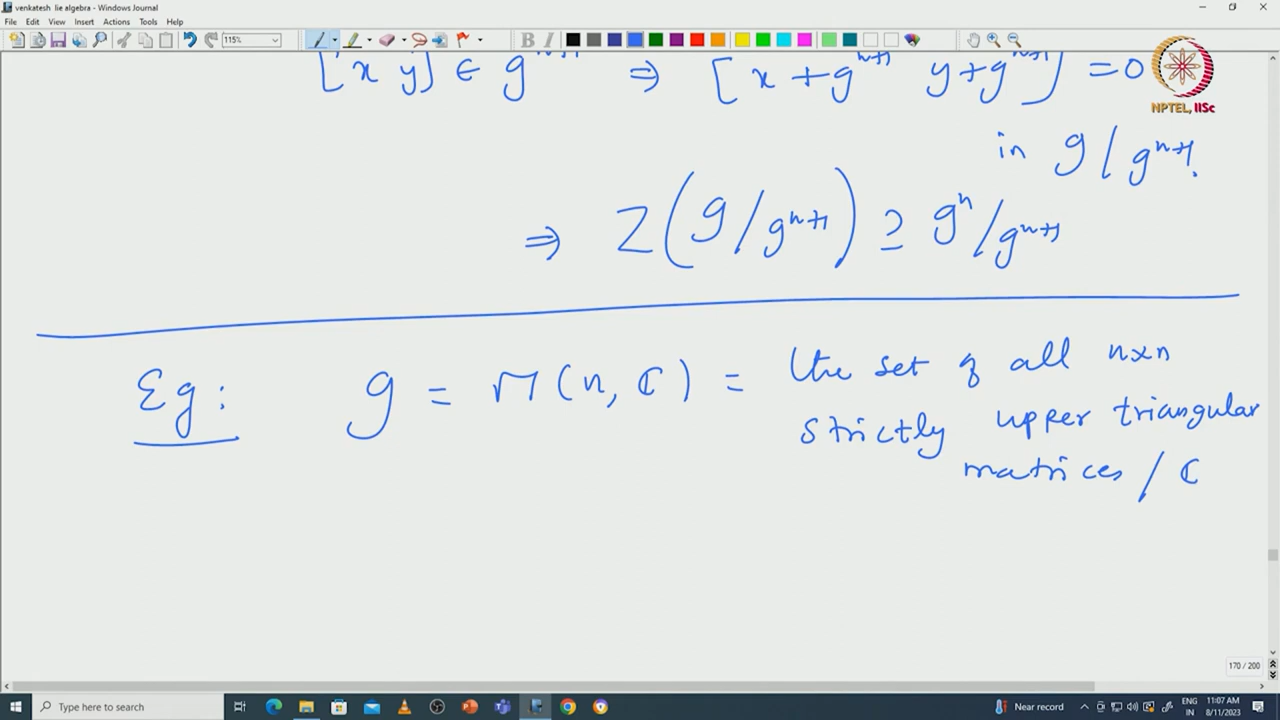 venkatesh lie algebra - Windows Journal
File Edit View Insert Actions Tools Help
115%
[x y] ∈ g^{n+1} ⇒ [x + g^{n+1} y + g^{n+1}] = 0
NPTEL, IISc
in g / g^{n+1}.
⇒ Z(g / g^{n+1}) ⊇ g^n / g^{n+1}
Eg: g = n(n, ℂ) = the set of all n×n
strictly upper triangular
matrices / ℂ
170 / 200
Type here to search
Near record
ENG
IN
11:07 AM
8/11/2023